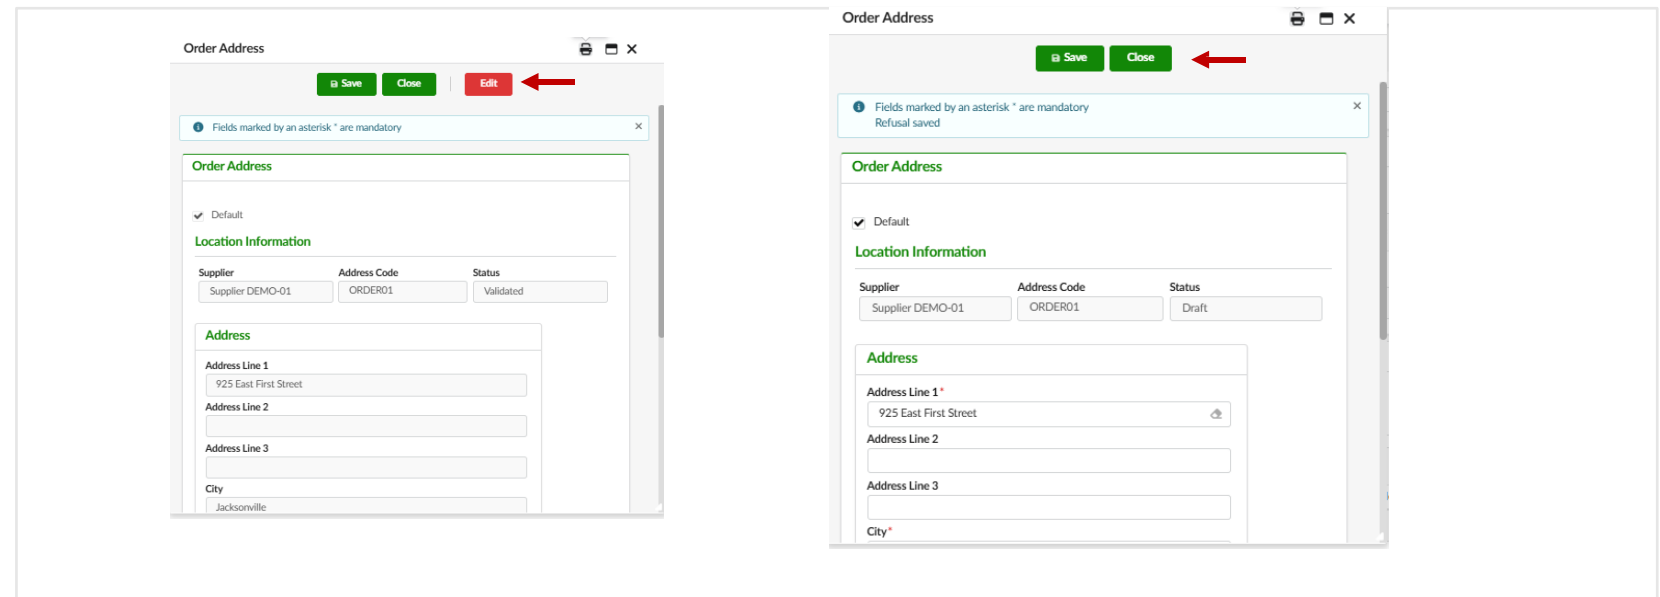 Order Address
Save Close Edit
Fields marked by an asterisk * are mandatory
Order Address
Default
Location Information
Supplier Address Code Status
Supplier DEMO-01 ORDER01 Validated
Address
Address Line 1
925 East First Street
Address Line 2
Address Line 3
City
Jacksonville
Order Address
Save Close
Fields marked by an asterisk * are mandatory
Refusal saved
Order Address
Default
Location Information
Supplier Address Code Status
Supplier DEMO-01 ORDER01 Draft
Address
Address Line 1*
925 East First Street
Address Line 2
Address Line 3
City*